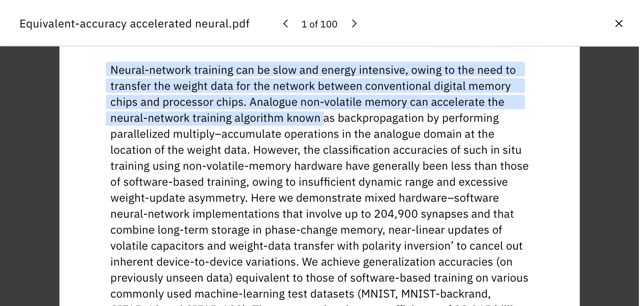 Equivalent-accuracy accelerated neural.pdf
1 of 100
Neural-network training can be slow and energy intensive, owing to the need to
transfer the weight data for the network between conventional digital memory
chips and processor chips. Analogue non-volatile memory can accelerate the
neural-network training algorithm known as backpropagation by performing
parallelized multiply–accumulate operations in the analogue domain at the
location of the weight data. However, the classification accuracies of such in situ
training using non-volatile-memory hardware have generally been less than those
of software-based training, owing to insufficient dynamic range and excessive
weight-update asymmetry. Here we demonstrate mixed hardware–software
neural-network implementations that involve up to 204,900 synapses and that
combine long-term storage in phase-change memory, near-linear updates of
volatile capacitors and weight-data transfer with polarity inversion’ to cancel out
inherent device-to-device variations. We achieve generalization accuracies (on
previously unseen data) equivalent to those of software-based training on various
commonly used machine-learning test datasets (MNIST, MNIST-backrand,